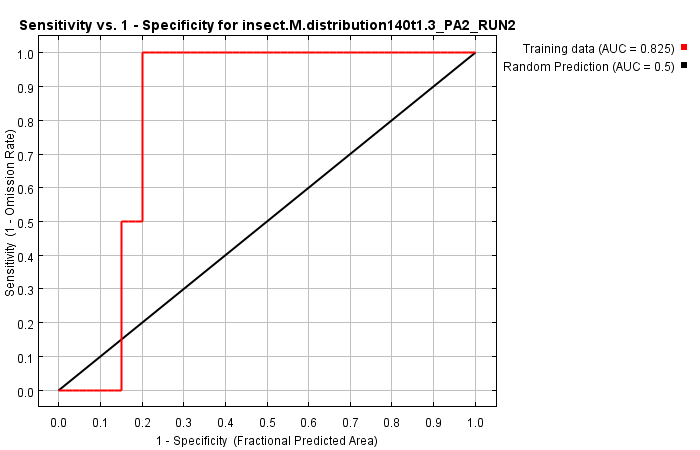 Sensitivity vs. 1 - Specificity for insect.M.distribution140t1.3_PA2_RUN2
Training data (AUC = 0.825)
Random Prediction (AUC = 0.5)
Sensitivity (1 - Omission Rate)
1.0
0.9
0.8
0.7
0.6
0.5
0.4
0.3
0.2
0.1
0.0
0.0 0.1 0.2 0.3 0.4 0.5 0.6 0.7 0.8 0.9 1.0
1 - Specificity (Fractional Predicted Area)